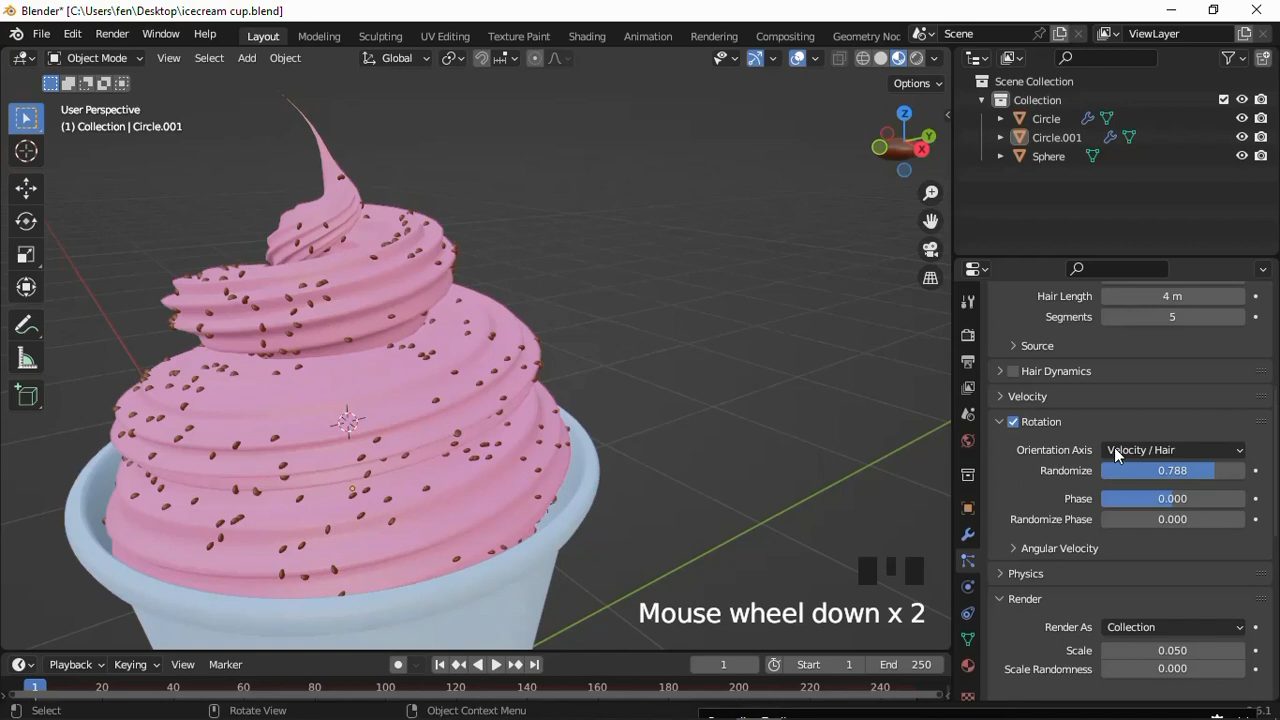 Blender* [C:\Users\fen\Desktop\icecream cup.blend]
File Edit Render Window Help Layout Modeling Sculpting UV Editing Texture Paint Shading Animation Rendering Compositing Geometry Noc Scene ViewLayer
Object Mode View Select Add Object Global
Options
User Perspective
(1) Collection | Circle.001
Z
Y
X
Scene Collection
Collection
Circle
Circle.001
Sphere
Hair Length 4 m
Segments 5
Source
Hair Dynamics
Velocity
Rotation
Orientation Axis Velocity / Hair
Randomize 0.788
Phase 0.000
Randomize Phase 0.000
Angular Velocity
Physics
Render
Render As Collection
Scale 0.050
Scale Randomness 0.000
Mouse wheel down x 2
Playback Keying View Marker 1 Start 1 End 250
1 20 40 60 80 100 120 140 160 180 200 220 240
Select Rotate View Object Context Menu